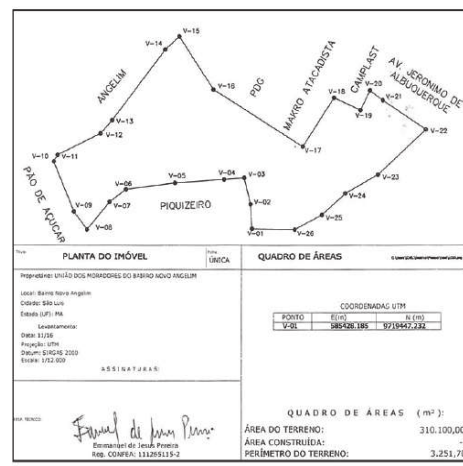 V-15
V-14
ANGELIM
V-16
PDG
MAKRO ATACADISTA
V-18
CAMPLAST
V-20
V-21
AV. JERONIMO DE
ALBUQUERQUE
V-19
V-13
V-12
V-22
V-17
V-10
V-11
PÃO DE AÇUCAR
V-23
V-03
V-04
V-05
V-06
V-07
V-24
PIQUIZEIRO
V-09
V-02
V-25
V-08
V-01
V-26
PLANTA DO IMÓVEL
ÚNICA
QUADRO DE ÁREAS
Proprietário: UNIÃO DOS MORADORES DO BAIRRO NOVO ANGELIM
Local: Bairro Novo Angelim
Cidade: São Luis
Estado (UF): MA
Levantamento:
Data: 11/16
Projeção: UTM
Datum: SIRGAS 2000
Escala: 1/12.000
COORDENADAS UTM
PONTO E(m) N (m)
V-01 585428.185 9719447.232
ASSINATURAS
QUADRO DE ÁREAS (m²):
ÁREA DO TERRENO: 310.100,00
ÁREA CONSTRUÍDA: -
PERÍMETRO DO TERRENO: 3.251,78
Emmanuel de Jesus Pereira
Reg. CONFEA: 111265115-2